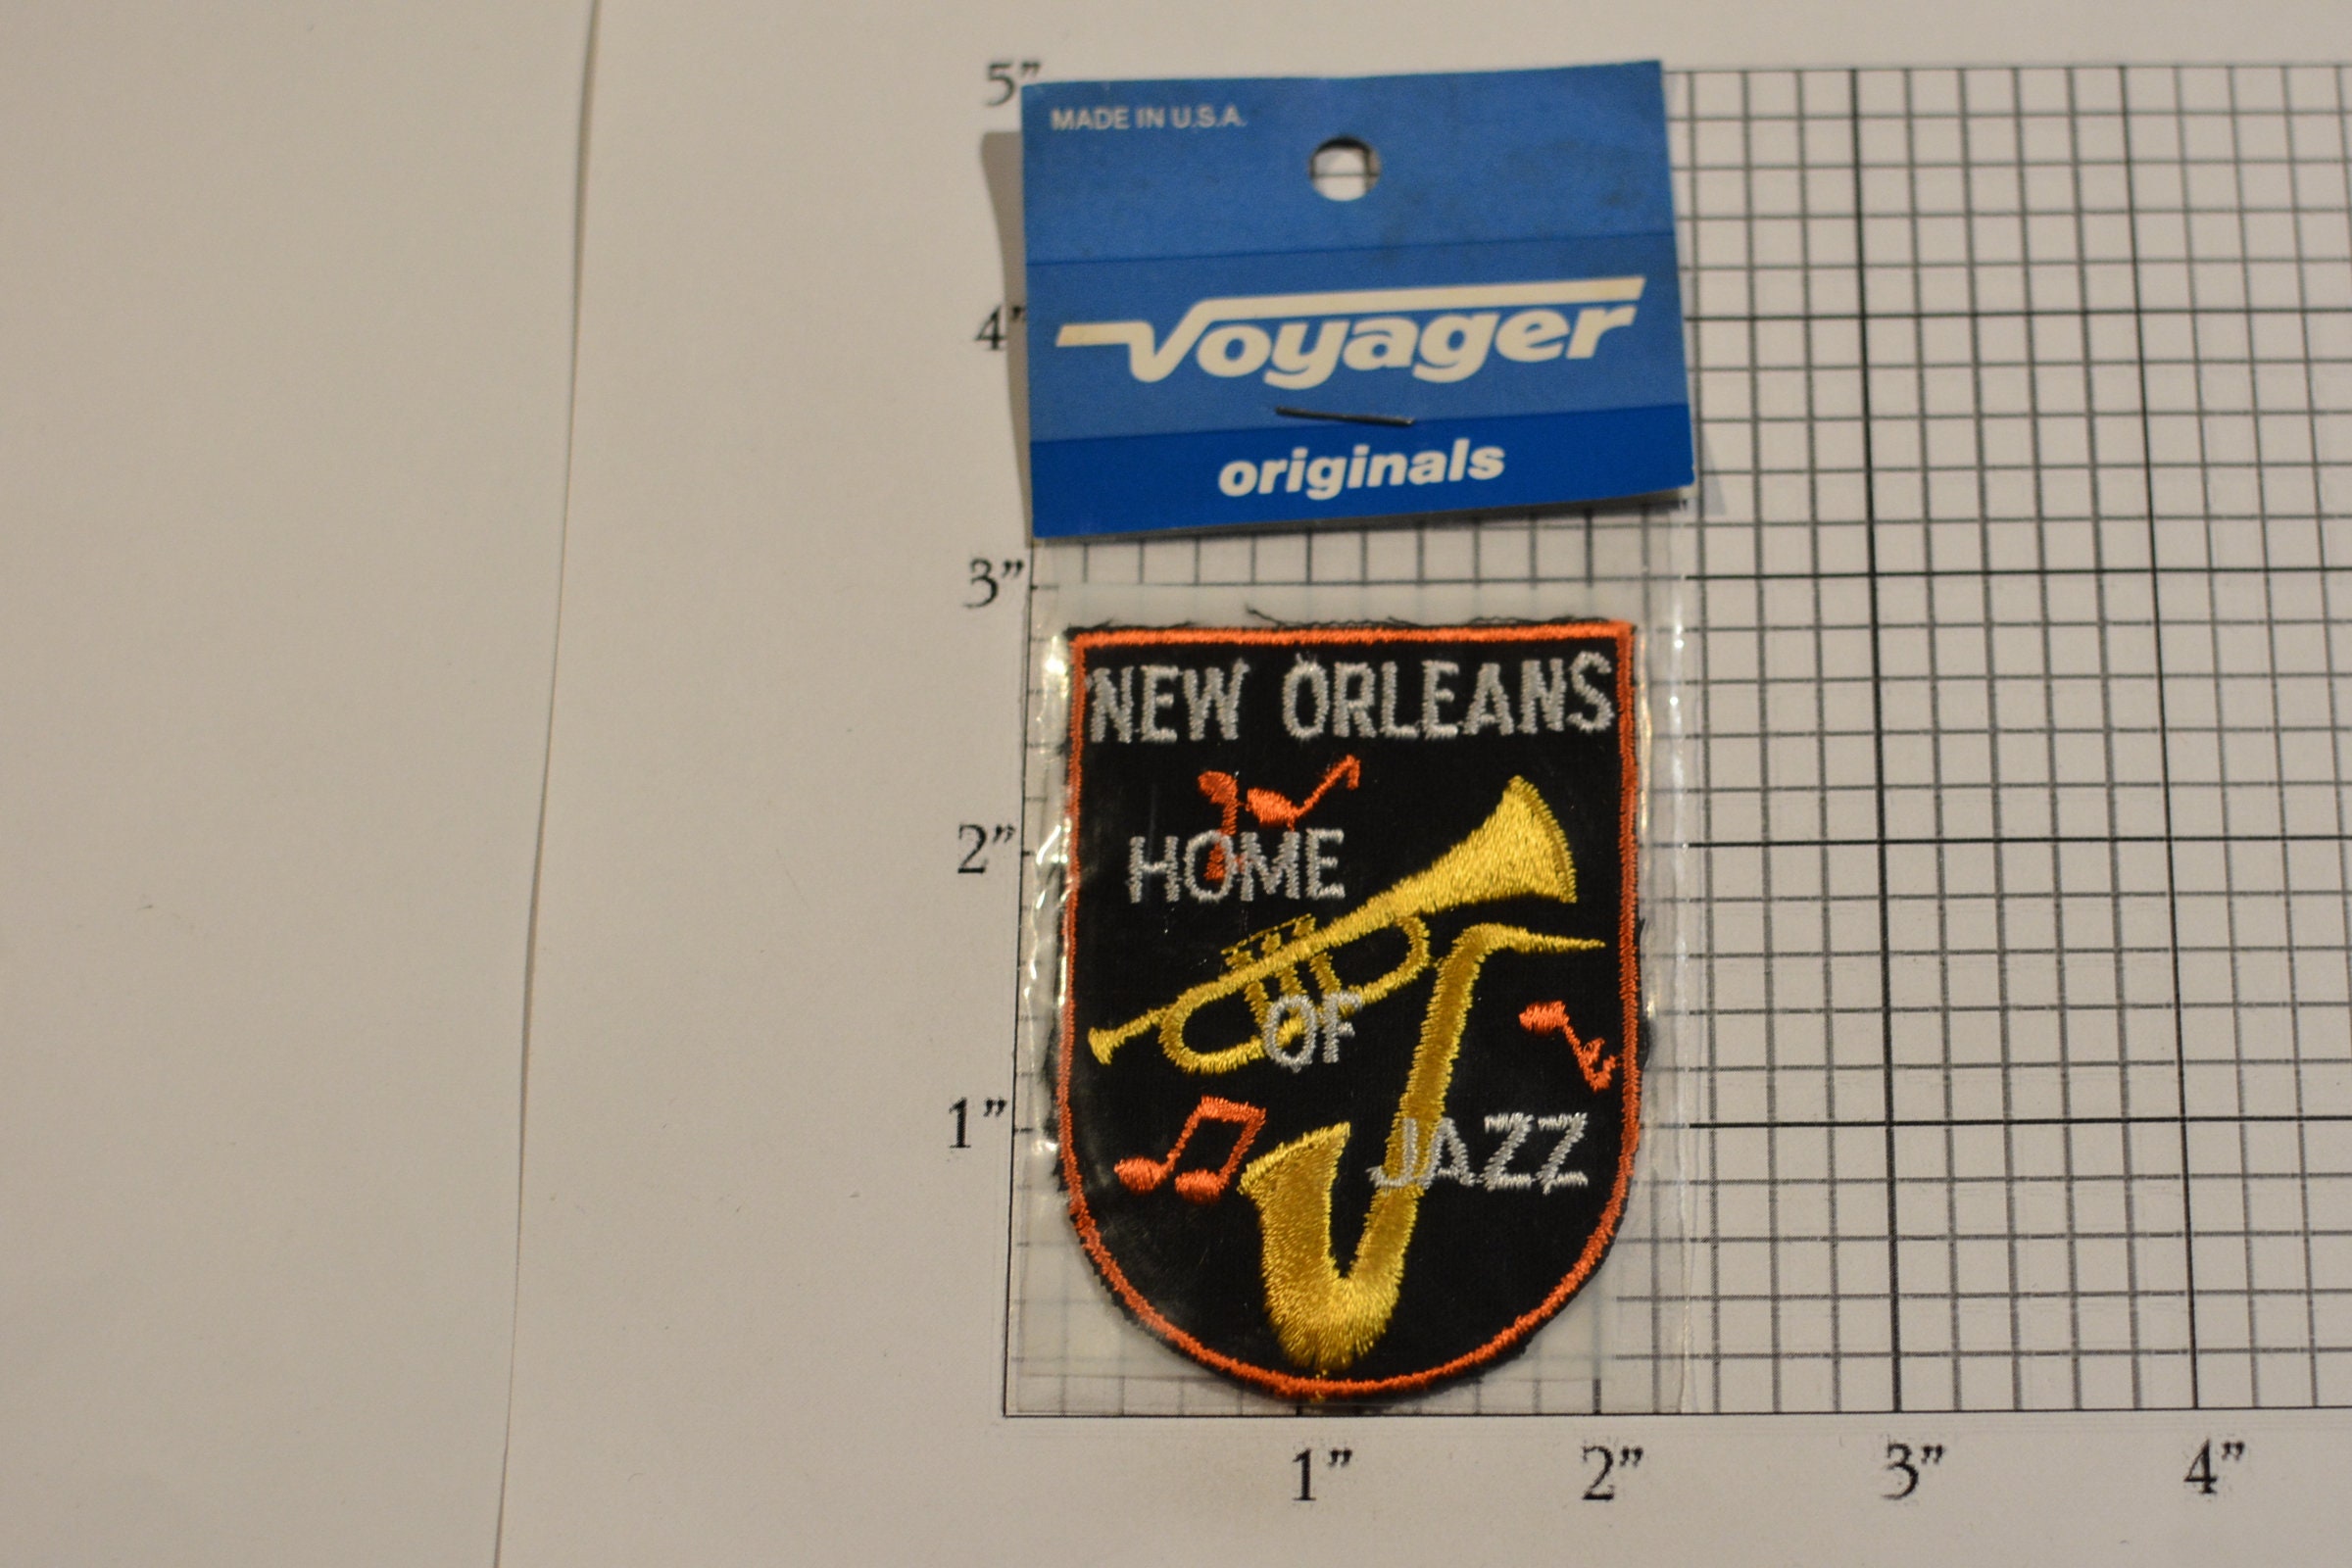 5”
MADE IN U.S.A.
4”
Voyager
originals
3”
NEW ORLEANS
2”
HOME
OF
1”
JAZZ
1” 2” 3” 4”